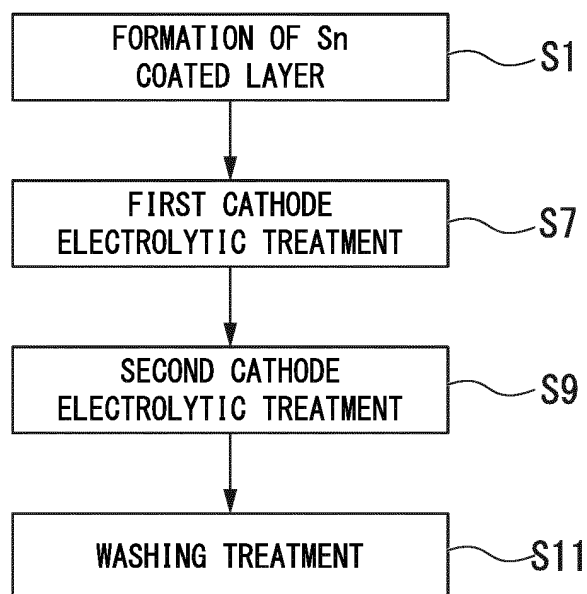 FORMATION OF Sn
COATED LAYER
S1
FIRST CATHODE
ELECTROLYTIC TREATMENT
S7
SECOND CATHODE
ELECTROLYTIC TREATMENT
S9
WASHING TREATMENT
S11